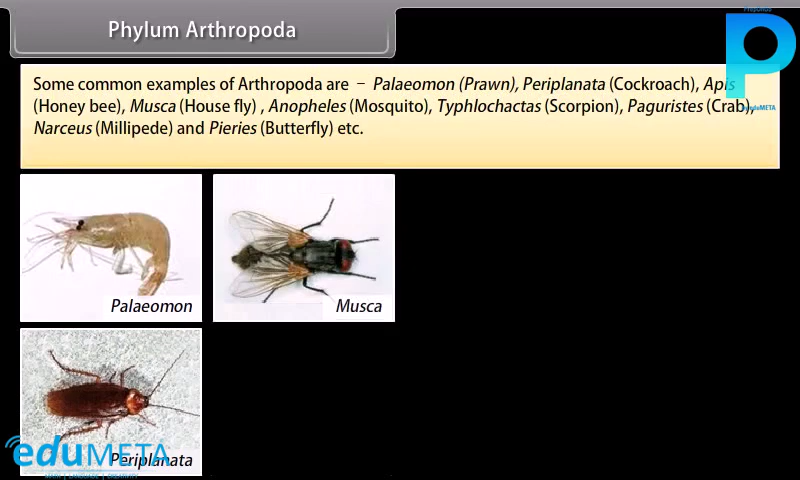 Phylum Arthropoda
Some common examples of Arthropoda are – Palaeomon (Prawn), Periplanata (Cockroach), Apis
(Honey bee), Musca (House fly) , Anopheles (Mosquito), Typhlochactas (Scorpion), Paguristes (Crab),
Narceus (Millipede) and Pieries (Butterfly) etc.
P
eduMETA
Palaeomon
Musca
Periplanata
eduMETA